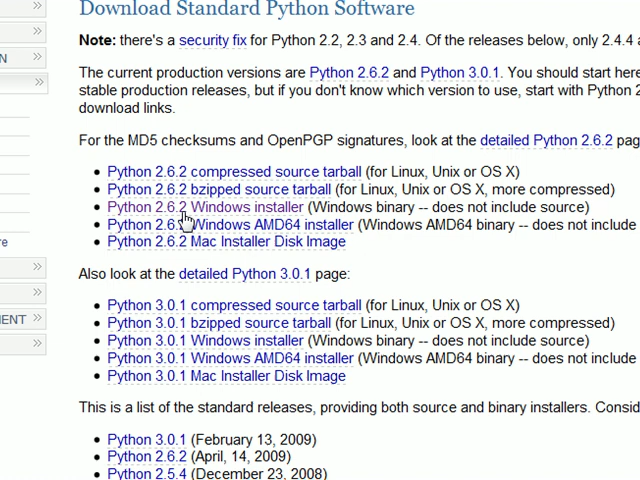 Download Standard Python Software
Note: there's a security fix for Python 2.2, 2.3 and 2.4. Of the releases below, only 2.4.4
The current production versions are Python 2.6.2 and Python 3.0.1. You should start here
stable production releases, but if you don't know which version to use, start with Python 2
download links.
For the MD5 checksums and OpenPGP signatures, look at the detailed Python 2.6.2 pag
Python 2.6.2 compressed source tarball (for Linux, Unix or OS X)
Python 2.6.2 bzipped source tarball (for Linux, Unix or OS X, more compressed)
Python 2.6.2 Windows installer (Windows binary -- does not include source)
Python 2.6. Windows AMD64 installer (Windows AMD64 binary -- does not include
Python 2.6.2 Mac Installer Disk Image
Also look at the detailed Python 3.0.1 page:
Python 3.0.1 compressed source tarball (for Linux, Unix or OS X)
Python 3.0.1 bzipped source tarball (for Linux, Unix or OS X, more compressed)
Python 3.0.1 Windows installer (Windows binary -- does not include source)
Python 3.0.1 Windows AMD64 installer (Windows AMD64 binary -- does not include
Python 3.0.1 Mac Installer Disk Image
This is a list of the standard releases, providing both source and binary installers. Consid
Python 3.0.1 (February 13, 2009)
Python 2.6.2 (April, 14, 2009)
Python 2.5.4 (December 23, 2008)
N
re
MENT